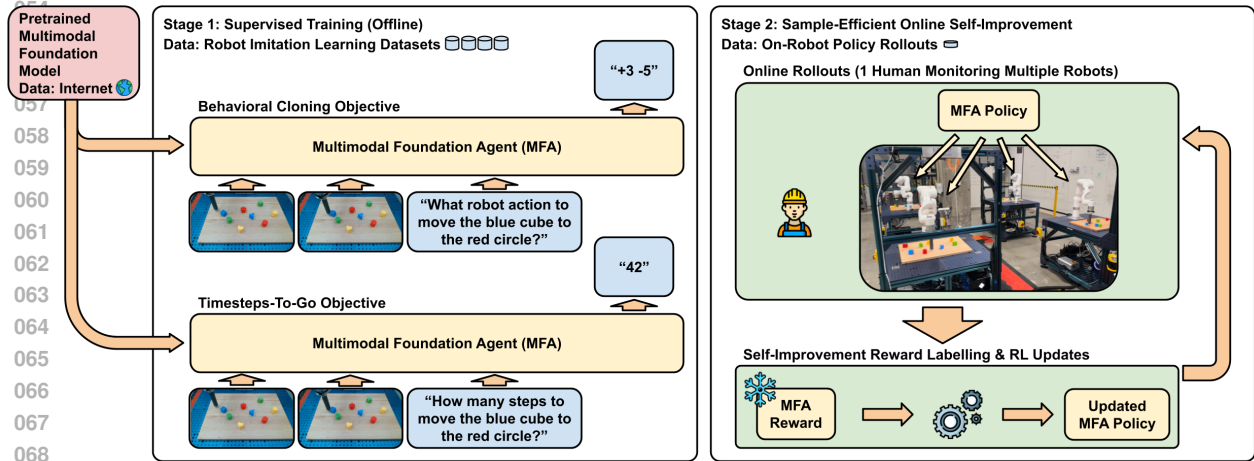 Pretrained
Multimodal
Foundation
Model
Data: Internet
057
058
059
060
061
062
063
064
065
066
067
068
Stage 1: Supervised Training (Offline)
Data: Robot Imitation Learning Datasets
“+3 -5”
Behavioral Cloning Objective
Multimodal Foundation Agent (MFA)
“What robot action to
move the blue cube to
the red circle?”
“42”
Timesteps-To-Go Objective
Multimodal Foundation Agent (MFA)
“How many steps to
move the blue cube to
the red circle?”
Stage 2: Sample-Efficient Online Self-Improvement
Data: On-Robot Policy Rollouts
Online Rollouts (1 Human Monitoring Multiple Robots)
MFA Policy
Self-Improvement Reward Labelling & RL Updates
MFA
Reward
Updated
MFA Policy